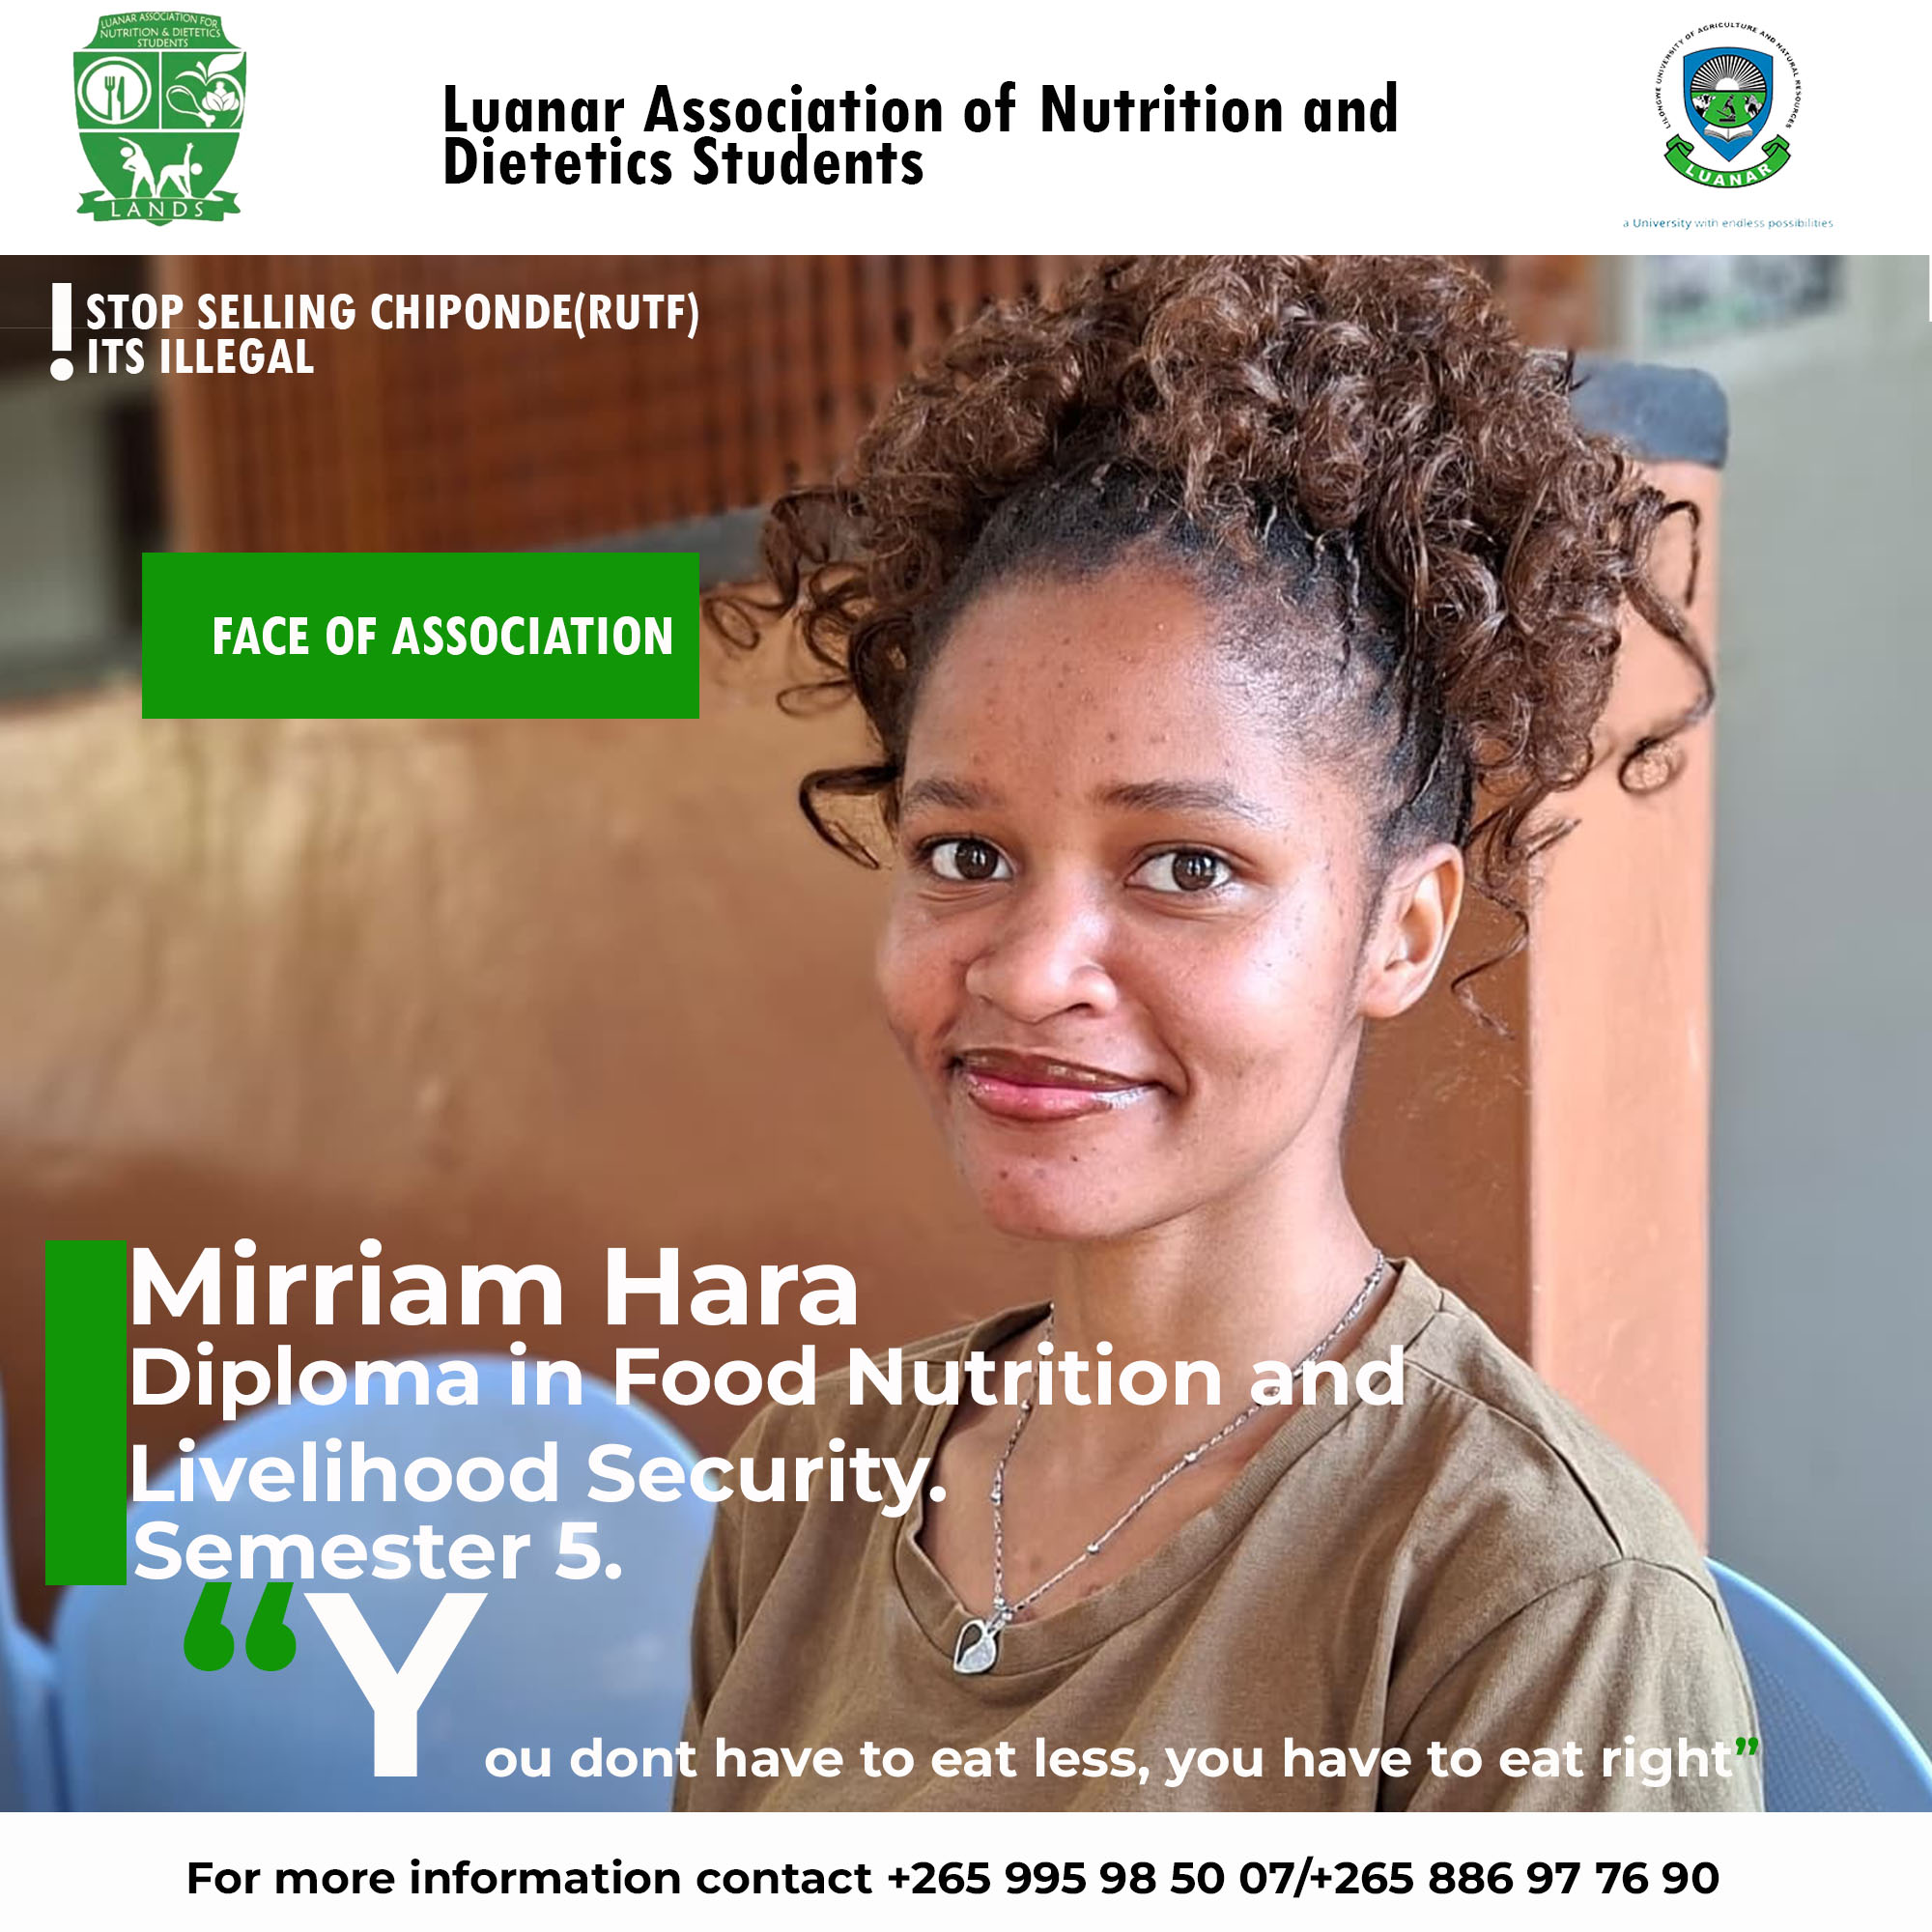 LUANAR ASSOCIATION FOR
NUTRITION & DIETETICS
STUDENTS
LANDS
Luanar Association of Nutrition and
Dietetics Students
LILONGWE UNIVERSITY OF AGRICULTURE AND NATURAL RESOURCES
LUANAR
a University with endless possibilities
! STOP SELLING CHIPONDE(RUTF)
ITS ILLEGAL
FACE OF ASSOCIATION
Mirriam Hara
Diploma in Food Nutrition and
Livelihood Security.
Semester 5.
“You dont have to eat less, you have to eat right”
For more information contact +265 995 98 50 07/+265 886 97 76 90